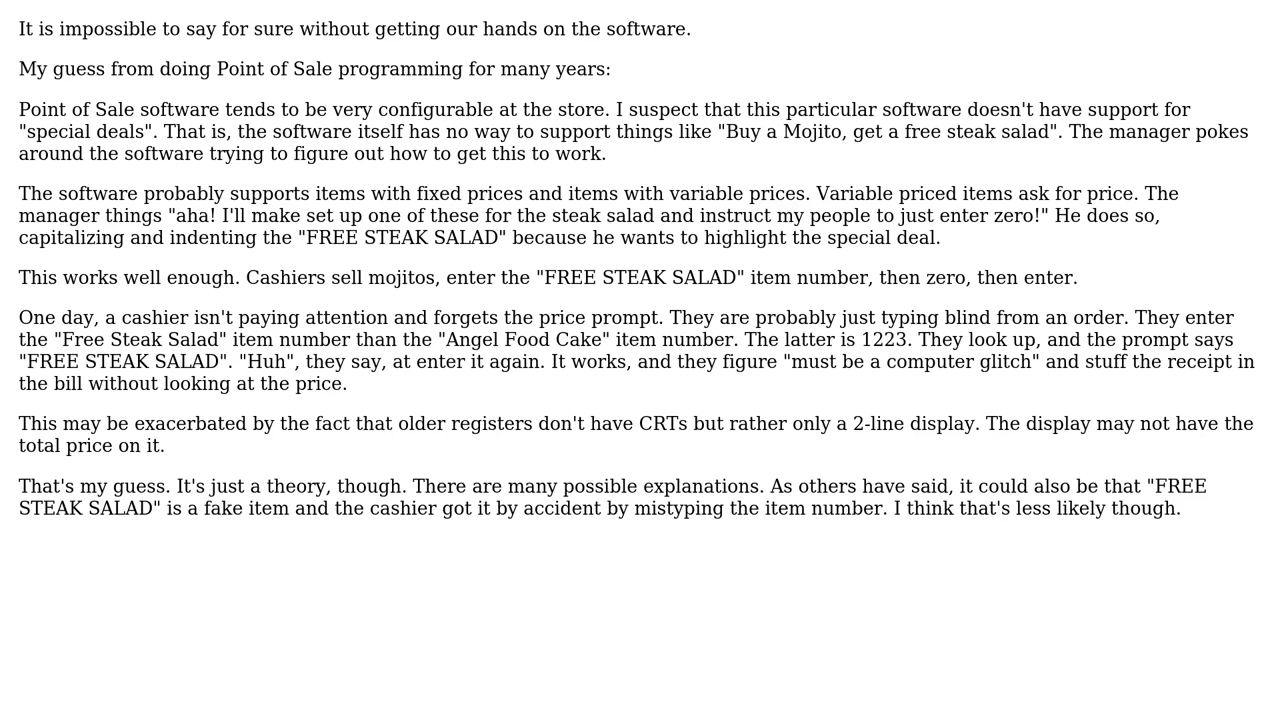 It is impossible to say for sure without getting our hands on the software.
My guess from doing Point of Sale programming for many years:
Point of Sale software tends to be very configurable at the store. I suspect that this particular software doesn't have support for
"special deals". That is, the software itself has no way to support things like "Buy a Mojito, get a free steak salad". The manager pokes
around the software trying to figure out how to get this to work.
The software probably supports items with fixed prices and items with variable prices. Variable priced items ask for price. The
manager things "aha! I'll make set up one of these for the steak salad and instruct my people to just enter zero!" He does so,
capitalizing and indenting the "FREE STEAK SALAD" because he wants to highlight the special deal.
This works well enough. Cashiers sell mojitos, enter the "FREE STEAK SALAD" item number, then zero, then enter.
One day, a cashier isn't paying attention and forgets the price prompt. They are probably just typing blind from an order. They enter
the "Free Steak Salad" item number than the "Angel Food Cake" item number. The latter is 1223. They look up, and the prompt says
"FREE STEAK SALAD". "Huh", they say, at enter it again. It works, and they figure "must be a computer glitch" and stuff the receipt in
the bill without looking at the price.
This may be exacerbated by the fact that older registers don't have CRTs but rather only a 2-line display. The display may not have the
total price on it.
That's my guess. It's just a theory, though. There are many possible explanations. As others have said, it could also be that "FREE
STEAK SALAD" is a fake item and the cashier got it by accident by mistyping the item number. I think that's less likely though.